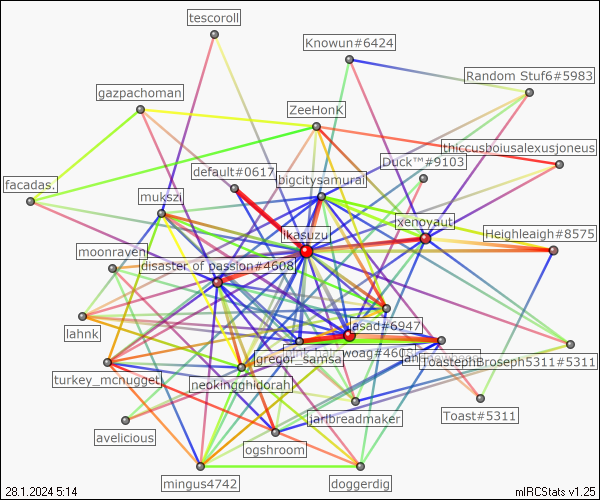 tescoroll
Knowun#6424
Random Stuf6#5983
gazpachoman
ZeeHonK
thiccusboiusalexusjoneus
Duck™#9103
default#0617
bigcitysamurai
facadas.
mukszi
xenoyaut
Ikasuzu
Heighleaigh#8575
moonraven
disaster of passion#4608
lahnk
asad#6947
gregor_samsa
woag#460
ToastephBroseph5311#5311
turkey_mcnugget
neokingghidorah
jarlbreadmaker
Toast#5311
avelicious
ogshroom
mingus4742
doggerdig
28.1.2024 5:14
mIRCStats v1.25